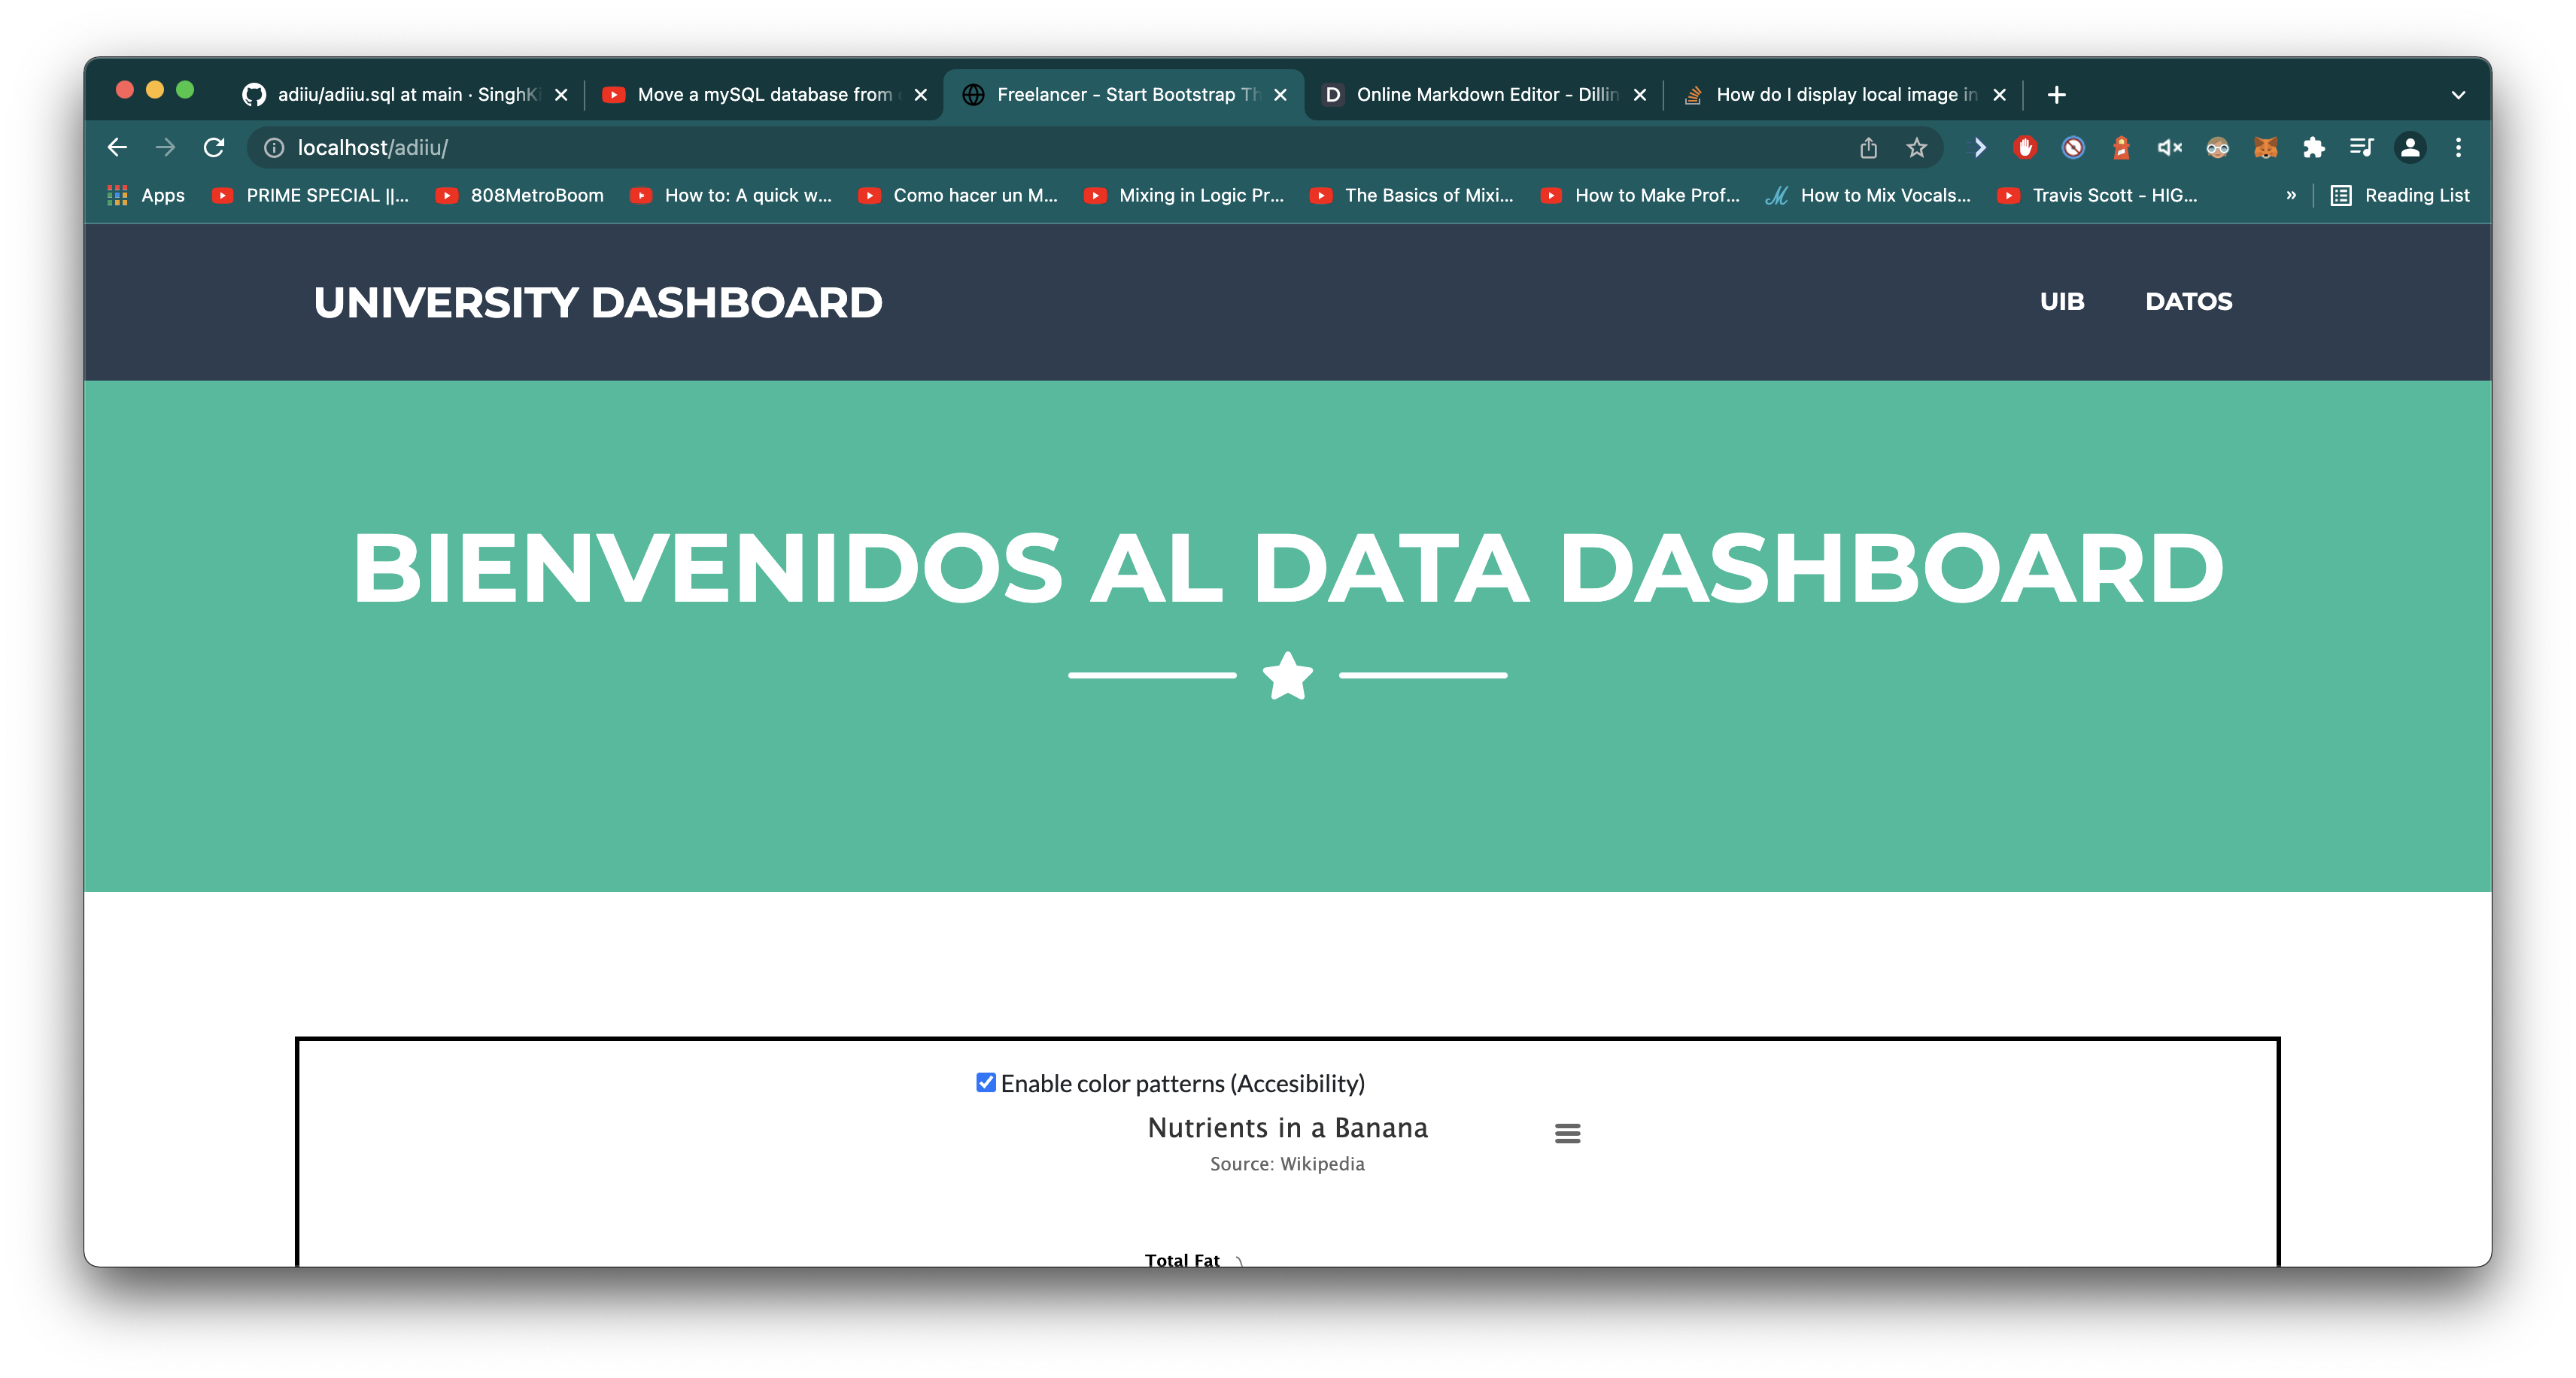 adiiu/adiiu.sql at main · SinghK
Move a mySQL database from
Freelancer - Start Bootstrap Th
Online Markdown Editor - Dillin
How do I display local image in
localhost/adiiu/
Apps
PRIME SPECIAL ||...
808MetroBoom
How to: A quick w...
Como hacer un M...
Mixing in Logic Pr...
The Basics of Mixi...
How to Make Prof...
How to Mix Vocals...
Travis Scott - HIG...
»
Reading List
UNIVERSITY DASHBOARD
UIB
DATOS
BIENVENIDOS AL DATA DASHBOARD
Enable color patterns (Accesibility)
Nutrients in a Banana
Source: Wikipedia
Total Fat